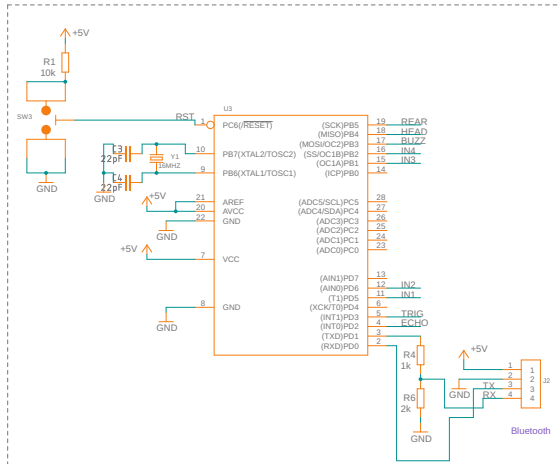 +5V
R1
10k
SW3
GND
RST
C3
22pF
C4
22pF
GND
Y1
16MHZ
+5V
GND
+5V
GND
U3
1
PC6(/RESET)
10
PB7(XTAL2/TOSC2)
9
PB6(XTAL1/TOSC1)
21
AREF
20
AVCC
22
GND
7
VCC
8
GND
(SCK)PB5 19 REAR
(MISO)PB4 18 HEAD
(MOSI/OC2)PB3 17 BUZZ
(SS/OC1B)PB2 16 IN4
(OC1A)PB1 15 IN3
(ICP)PB0 14
(ADC5/SCL)PC5 28
(ADC4/SDA)PC4 27
(ADC3)PC3 26
(ADC2)PC2 25
(ADC1)PC1 24
(ADC0)PC0 23
(AIN1)PD7 13
(AIN0)PD6 12 IN2
(T1)PD5 11 IN1
(XCK/T0)PD4 6
(INT1)PD3 5 TRIG
(INT0)PD2 4 ECHO
(TXD)PD1 3
(RXD)PD0 2
R4
1k
R6
2k
GND
+5V
GND
TX
RX
1 1
2 2
3 3
4 4
J2
Bluetooth